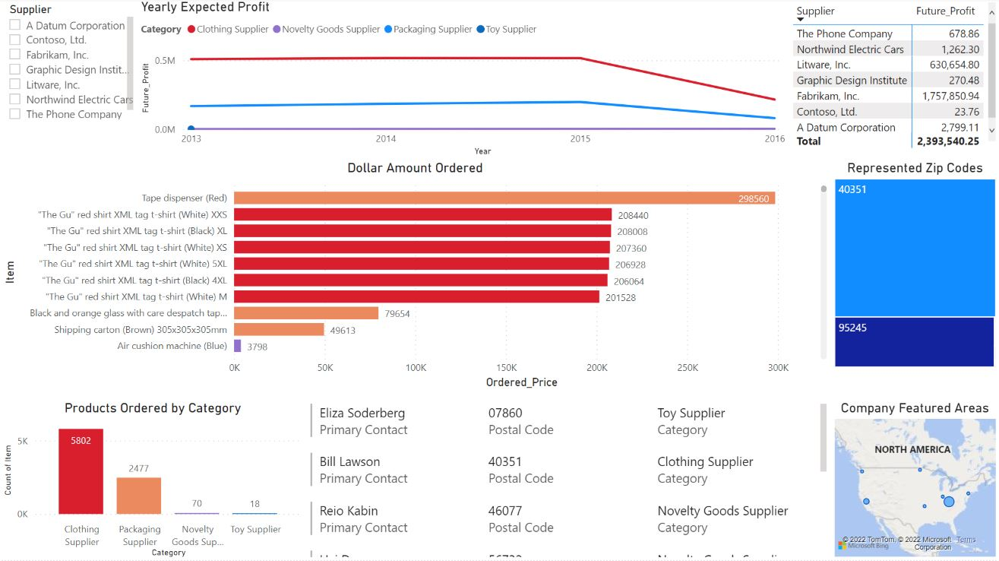 Supplier
A Datum Corporation
Contoso, Ltd.
Fabrikam, Inc.
Graphic Design Instit...
Litware, Inc.
Northwind Electric Cars
The Phone Company
Yearly Expected Profit
Category Clothing Supplier Novelty Goods Supplier Packaging Supplier Toy Supplier
Future_Profit
0.5M
0.0M
2013 2014 2015 2016
Year
Supplier Future_Profit
The Phone Company 678.86
Northwind Electric Cars 1,262.30
Litware, Inc. 630,654.80
Graphic Design Institute 270.48
Fabrikam, Inc. 1,757,850.94
Contoso, Ltd. 23.76
A Datum Corporation 2,799.11
Total 2,393,540.25
Dollar Amount Ordered
Item
Tape dispenser (Red) 298560
"The Gu" red shirt XML tag t-shirt (White) XXS 208440
"The Gu" red shirt XML tag t-shirt (Black) XL 208008
"The Gu" red shirt XML tag t-shirt (White) XS 207360
"The Gu" red shirt XML tag t-shirt (White) 5XL 206928
"The Gu" red shirt XML tag t-shirt (Black) 4XL 206064
"The Gu" red shirt XML tag t-shirt (White) M 201528
Black and orange glass with care despatch tap... 79654
Shipping carton (Brown) 305x305x305mm 49613
Air cushion machine (Blue) 3798
0K 50K 100K 150K 200K 250K 300K
Ordered_Price
Represented Zip Codes
40351
95245
Products Ordered by Category
Count of Item
5K
0K
5802
2477
70
18
Clothing Supplier
Packaging Supplier
Novelty Goods Sup...
Toy Supplier
Category
Eliza Soderberg 07860 Toy Supplier
Primary Contact Postal Code Category
Bill Lawson 40351 Clothing Supplier
Primary Contact Postal Code Category
Reio Kabin 46077 Novelty Goods Supplier
Primary Contact Postal Code Category
Company Featured Areas
NORTH AMERICA
© 2022 TomTom, © 2022 Microsoft Corporation Terms
Microsoft Bing